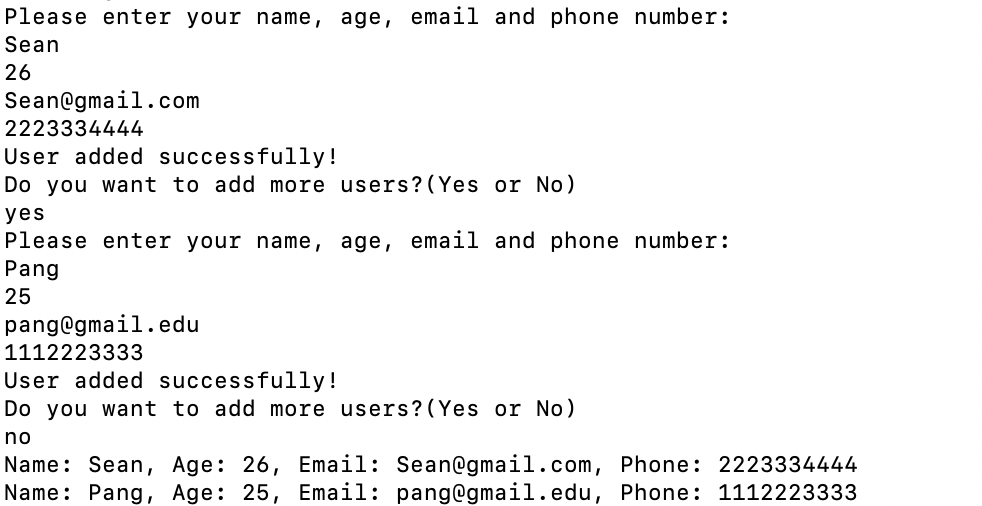 Please enter your name, age, email and phone number:
Sean
26
Sean@gmail.com
2223334444
User added successfully!
Do you want to add more users?(Yes or No)
yes
Please enter your name, age, email and phone number:
Pang
25
pang@gmail.edu
1112223333
User added successfully!
Do you want to add more users?(Yes or No)
no
Name: Sean, Age: 26, Email: Sean@gmail.com, Phone: 2223334444
Name: Pang, Age: 25, Email: pang@gmail.edu, Phone: 1112223333